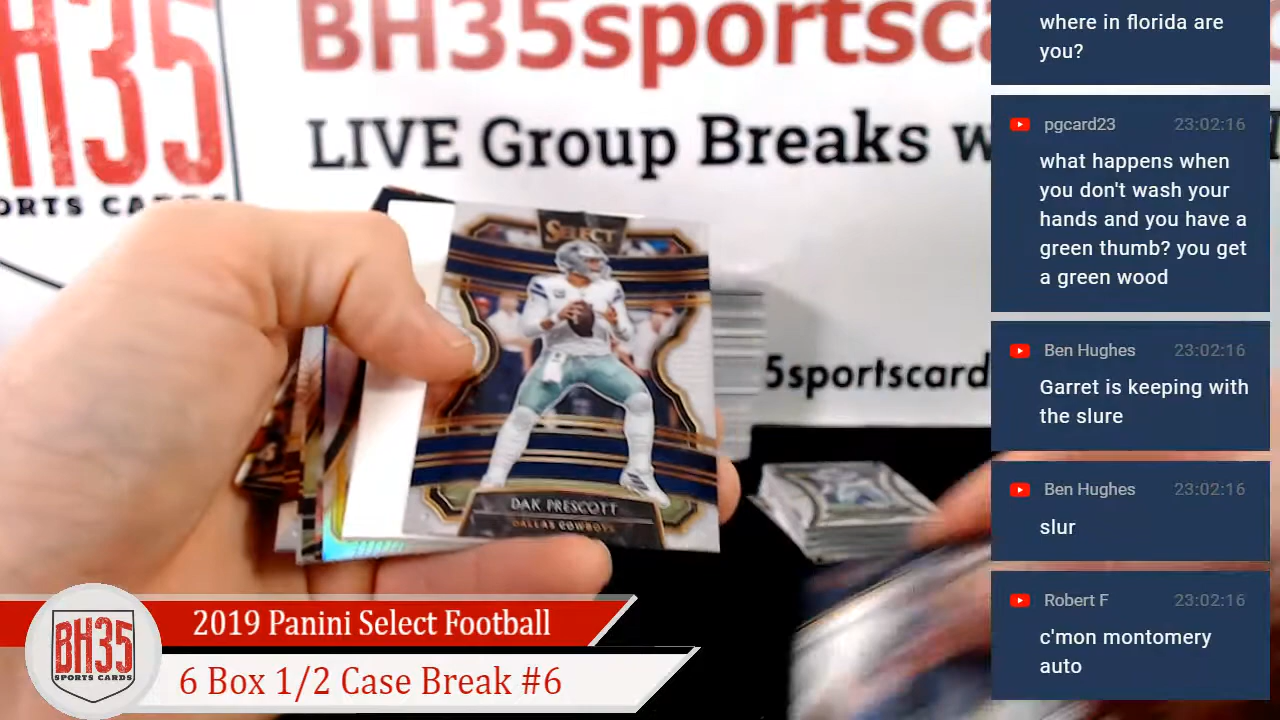 BH35
ORTS CARDS
BH35sportsca
LIVE Group Breaks w
5sportscard
SELECT
DAK PRESCOTT
DALLAS COWBOYS
BH35
SPORTS CARDS
2019 Panini Select Football
6 Box 1/2 Case Break #6
where in florida are
you?
pgcard23 23:02:16
what happens when
you don't wash your
hands and you have a
green thumb? you get
a green wood
Ben Hughes 23:02:16
Garret is keeping with
the slure
Ben Hughes 23:02:16
slur
Robert F 23:02:16
c'mon montomery
auto